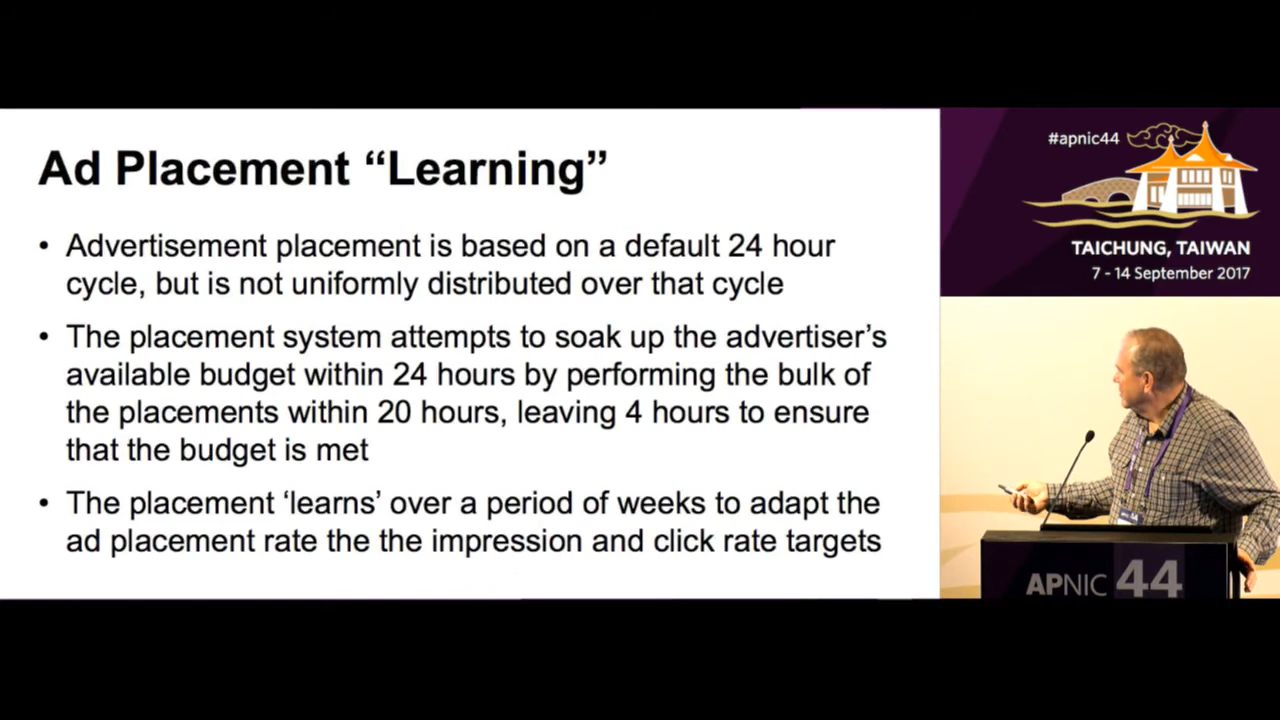 Ad Placement “Learning”
• Advertisement placement is based on a default 24 hour
cycle, but is not uniformly distributed over that cycle
• The placement system attempts to soak up the advertiser’s
available budget within 24 hours by performing the bulk of
the placements within 20 hours, leaving 4 hours to ensure
that the budget is met
• The placement ‘learns’ over a period of weeks to adapt the
ad placement rate the the impression and click rate targets
#apnic44
TAICHUNG, TAIWAN
7 - 14 September 2017
APNIC 44